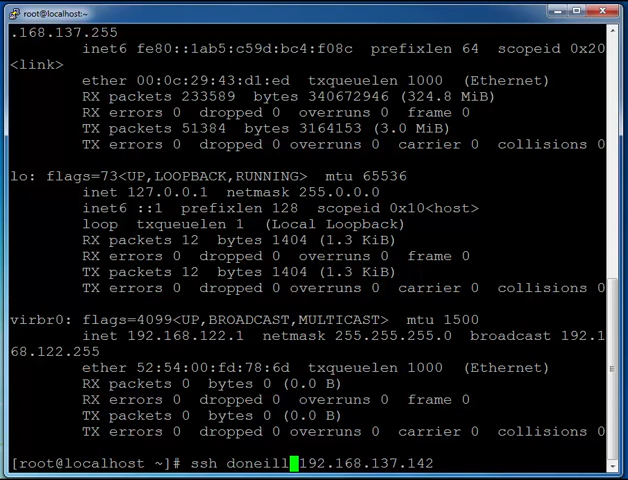 root@localhost:~
.168.137.255
inet6 fe80::1ab5:c59d:bc4:f08c prefixlen 64 scopeid 0x20
<link>
ether 00:0c:29:43:d1:ed txqueuelen 1000 (Ethernet)
RX packets 233589 bytes 340672946 (324.8 MiB)
RX errors 0 dropped 0 overruns 0 frame 0
TX packets 51384 bytes 3164153 (3.0 MiB)
TX errors 0 dropped 0 overruns 0 carrier 0 collisions 0
lo: flags=73<UP,LOOPBACK,RUNNING> mtu 65536
inet 127.0.0.1 netmask 255.0.0.0
inet6 ::1 prefixlen 128 scopeid 0x10<host>
loop txqueuelen 1 (Local Loopback)
RX packets 12 bytes 1404 (1.3 KiB)
RX errors 0 dropped 0 overruns 0 frame 0
TX packets 12 bytes 1404 (1.3 KiB)
TX errors 0 dropped 0 overruns 0 carrier 0 collisions 0
virbr0: flags=4099<UP,BROADCAST,MULTICAST> mtu 1500
inet 192.168.122.1 netmask 255.255.255.0 broadcast 192.1
68.122.255
ether 52:54:00:fd:78:6d txqueuelen 1000 (Ethernet)
RX packets 0 bytes 0 (0.0 B)
RX errors 0 dropped 0 overruns 0 frame 0
TX packets 0 bytes 0 (0.0 B)
TX errors 0 dropped 0 overruns 0 carrier 0 collisions 0
[root@localhost ~]# ssh doneill 192.168.137.142